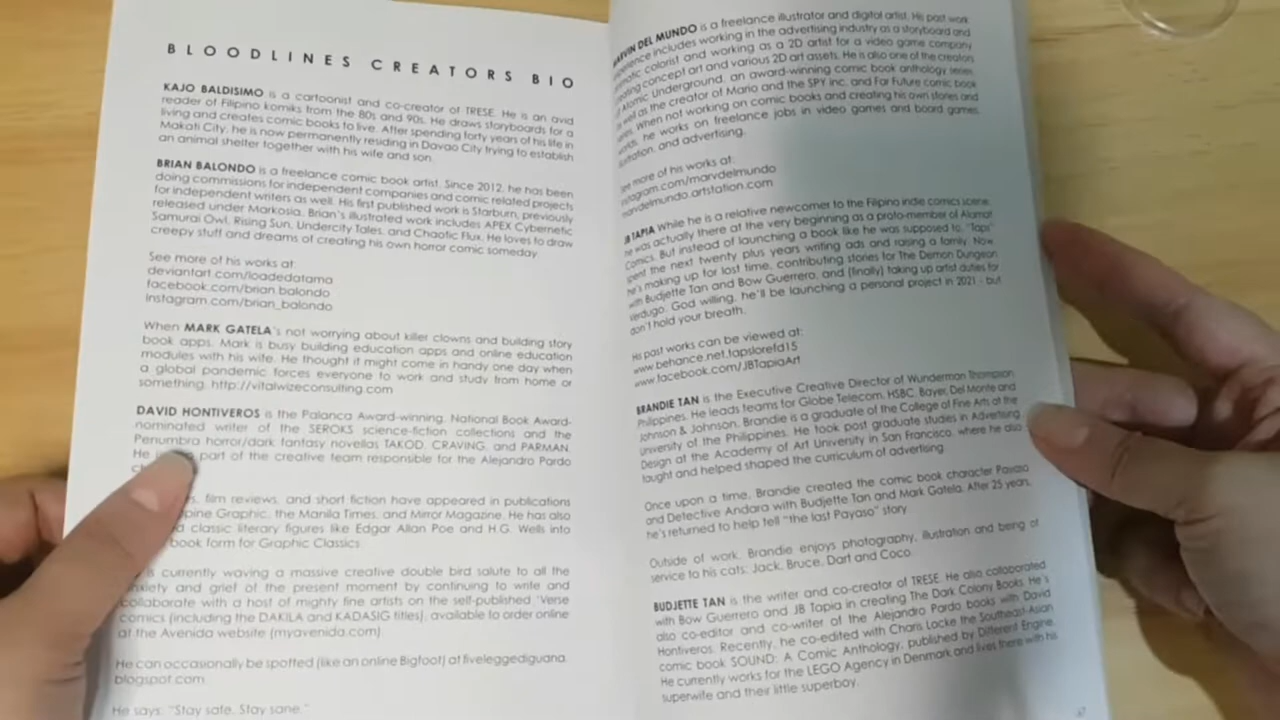 BLOODLINES CREATORS BIO
KAJO BALDISIMO is a cartoonist and co-creator of TRESE. He is an avid
reader of Filipino komiks from the 80s and 90s. He draws storyboards for a
living and creates comic books to live. After spending forty years of his life in
Makati City, he is now permanently residing in Davao City trying to establish
an animal shelter together with his wife and son.
BRIAN BALONDO is a freelance comic book artist. Since 2012, he has been
doing commissions for independent companies and comic related projects
for independent writers as well. His first published work is Starburn, previously
released under Markosia. Brian's illustrated work includes APEX Cybernetic
Samurai Owl, Rising Sun, Undercity Tales, and Chaotic Flux. He loves to draw
creepy stuff and dreams of creating his own horror comic someday.
See more of his works at:
deviantart.com/loadedatama
facebook.com/brian.balondo
Instagram.com/brian_balondo
When MARK GATELA's not worrying about killer clowns and building story
book apps, Mark is busy building education apps and online education
modules with his wife. He thought it might come in handy one day when
a global pandemic forces everyone to work and study from home or
something. http://vitalwizeconsulting.com
DAVID HONTIVEROS is the Palanca Award-winning, National Book Award-
nominated writer of the SEROKS science-fiction collections and the
Penumbra horror/dark fantasy novellas TAKOD, CRAVING, and PARMAN.
He part of the creative team responsible for the Alejandro Pardo
film reviews, and short fiction have appeared in publications
Graphic, the Manila Times, and Mirror Magazine. He has also
classic literary figures like Edgar Allan Poe and H.G. Wells into
book form for Graphic Classics.
is currently waving a massive creative double bird salute to all the
anxiety and grief of the present moment by continuing to write and
collaborate with a host of mighty fine artists on the self-published 'Verse
comics (including the DAKILA and KADASIG titles), available to order online
at the Avenida website (myavenida.com)
He can occasionally be spotted (like an online Bigfoot) at fiveleggediguana.
blogspot.com
He says: "Stay safe. Stay sane."
MARVIN DEL MUNDO is a freelance illustrator and digital artist. His past work
experience includes working in the advertising industry as a storyboard and
colorist and working as a 2D artist for a video game company
creating concept art and various 2D art assets. He is also one of the creators
of Atomic Underground, an award-winning comic book anthology series,
as well as the creator of Mario and the SPY Inc. and Far Future comic book
series. When not working on comic books and creating his own stories and
worlds, he works on freelance jobs in video games and board games
illustration, and advertising.
See more of his works at:
instagram.com/marvdelmundo
marvdelmundo.artstation.com
JB TAPIA While he is a relative newcomer to the Filipino indie comics scene,
he was actually there at the very beginning as a proto-member of Alamat
Comics. But instead of launching a book like he was supposed to, "Taps"
spent the next twenty plus years writing ads and raising a family. Now
he's making up for lost time, contributing stories for The Demon Dungeon
with Budjette Tan and Bow Guerrero, and (finally) taking up artist duties for
Verdugo. God willing, he'll be launching a personal project in 2021 - but
don't hold your breath.
His past works can be viewed at:
www.behance.net.tapslorefd15
www.facebook.com/JBTapiaArt
BRANDIE TAN is the Executive Creative Director of Wunderman Thompson
Philippines. He leads teams for Globe Telecom, HSBC, Bayer, Del Monte and
Johnson & Johnson. Brandie is a graduate of the College of Fine Arts at the
University of the Philippines. He took post graduate studies in Advertising
Design at the Academy of Art University in San Francisco, where he also
taught and helped shaped the curriculum of advertising.
Once upon a time, Brandie created the comic book character Payaso
and Detective Andara with Budjette Tan and Mark Gatela. After 25 years,
he's returned to help tell "the last Payaso" story
Outside of work, Brandie enjoys photography, illustration and being of
service to his cats: Jack, Bruce, Dart and Coco.
BUDJETTE TAN is the writer and co-creator of TRESE. He also collaborated
with Bow Guerrero and JB Tapia in creating The Dark Colony Books. He's
also co-editor and co-writer of the Alejandro Pardo books with David
Hontiveros. Recently, he co-edited with Charis Locke the Southeast-Asian
comic book SOUND: A Comic Anthology, published by Different Engine.
He currently works for the LEGO Agency in Denmark and lives there with his
superwife and their little superboy.